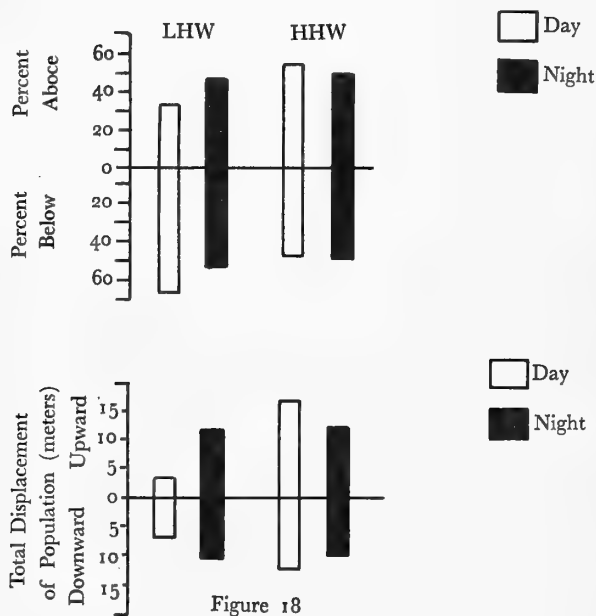 LHW HHW
Day
Night
Percent
Aboce
60
40
20
0
Percent
Below
20
40
60
Day
Night
Total Displacement
of Population (meters)
Downward Upward
15
10
5
0
5
10
15
Figure 18